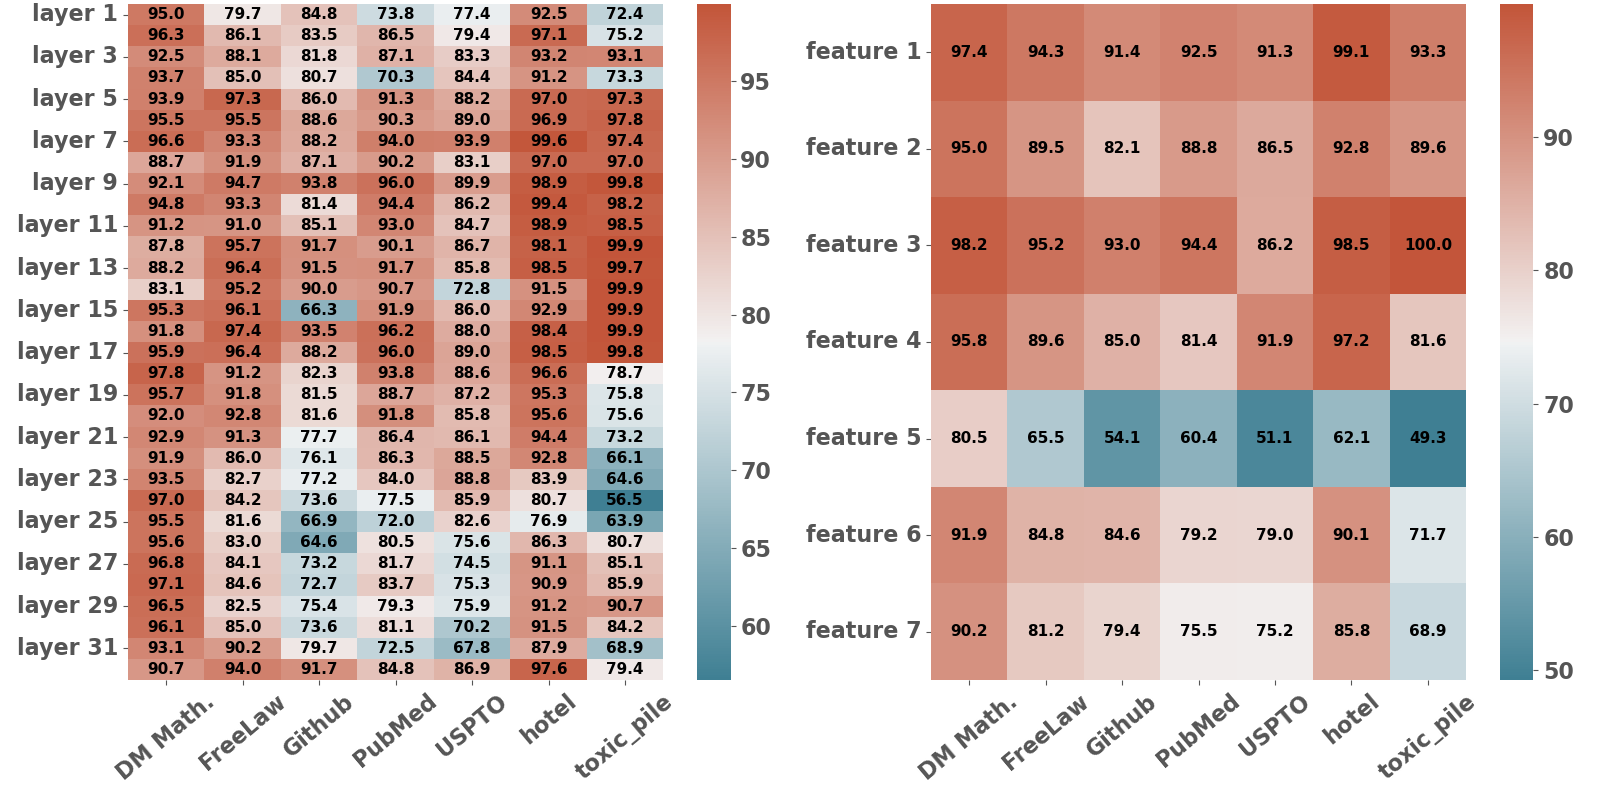 layer 1 95.0 79.7 84.8 73.8 77.4 92.5 72.4
96.3 86.1 83.5 86.5 79.4 97.1 75.2
layer 3 92.5 88.1 81.8 87.1 83.3 93.2 93.1
93.7 85.0 80.7 70.3 84.4 91.2 73.3
layer 5 93.9 97.3 86.0 91.3 88.2 97.0 97.3
95.5 95.5 88.6 90.3 89.0 96.9 97.8
layer 7 96.6 93.3 88.2 94.0 93.9 99.6 97.4
88.7 91.9 87.1 90.2 83.1 97.0 97.0
layer 9 92.1 94.7 93.8 96.0 89.9 98.9 99.8
94.8 93.3 81.4 94.4 86.2 99.4 98.2
layer 11 91.2 91.0 85.1 93.0 84.7 98.9 98.5
87.8 95.7 91.7 90.1 86.7 98.1 99.9
layer 13 88.2 96.4 91.5 91.7 85.8 98.5 99.7
83.1 95.2 90.0 90.7 72.8 91.5 99.9
layer 15 95.3 96.1 66.3 91.9 86.0 92.9 99.9
91.8 97.4 93.5 96.2 88.0 98.4 99.9
layer 17 95.9 96.4 88.2 96.0 89.0 98.5 99.8
97.8 91.2 82.3 93.8 88.6 96.6 78.7
layer 19 95.7 91.8 81.5 88.7 87.2 95.3 75.8
92.0 92.8 81.6 91.8 85.8 95.6 75.6
layer 21 92.9 91.3 77.7 86.4 86.1 94.4 73.2
91.9 86.0 76.1 86.3 88.5 92.8 66.1
layer 23 93.5 82.7 77.2 84.0 88.8 83.9 64.6
97.0 84.2 73.6 77.5 85.9 80.7 56.5
layer 25 95.5 81.6 66.9 72.0 82.6 76.9 63.9
95.6 83.0 64.6 80.5 75.6 86.3 80.7
layer 27 96.8 84.1 73.2 81.7 74.5 91.1 85.1
97.1 84.6 72.7 83.7 75.3 90.9 85.9
layer 29 96.5 82.5 75.4 79.3 75.9 91.2 90.7
96.1 85.0 73.6 81.1 70.2 91.5 84.2
layer 31 93.1 90.2 79.7 72.5 67.8 87.9 68.9
90.7 94.0 91.7 84.8 86.9 97.6 79.4
DM Math. FreeLaw Github PubMed USPTO hotel toxic_pile
95
90
85
80
75
70
65
60
feature 1 97.4 94.3 91.4 92.5 91.3 99.1 93.3
feature 2 95.0 89.5 82.1 88.8 86.5 92.8 89.6
feature 3 98.2 95.2 93.0 94.4 86.2 98.5 100.0
feature 4 95.8 89.6 85.0 81.4 91.9 97.2 81.6
feature 5 80.5 65.5 54.1 60.4 51.1 62.1 49.3
feature 6 91.9 84.8 84.6 79.2 79.0 90.1 71.7
feature 7 90.2 81.2 79.4 75.5 75.2 85.8 68.9
DM Math. FreeLaw Github PubMed USPTO hotel toxic_pile
90
80
70
60
50